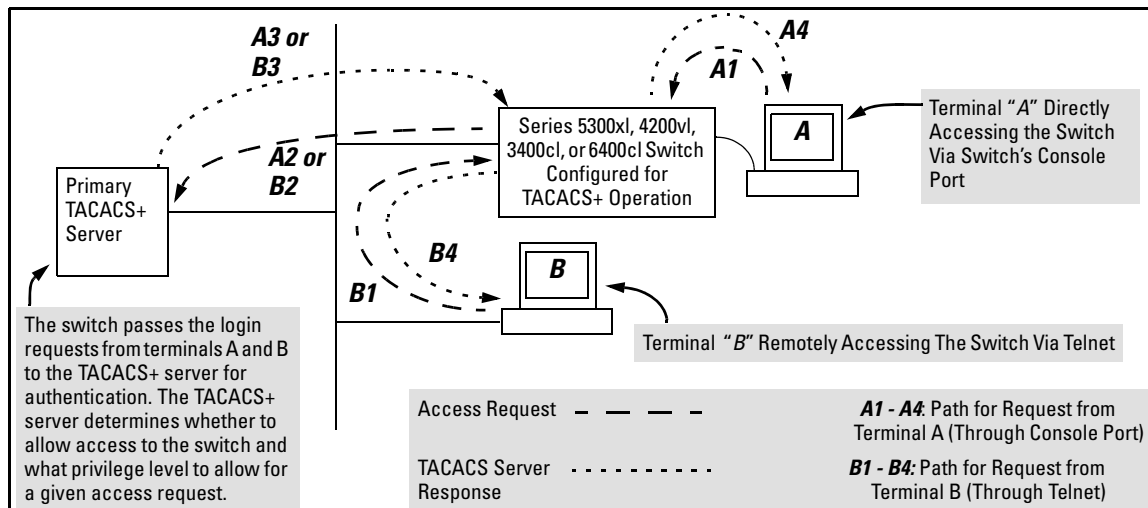 A3 or
B3
A4
A1
Series 5300xl, 4200vl,
3400cl, or 6400cl Switch
Configured for
TACACS+ Operation
A
Terminal “A” Directly
Accessing the Switch
Via Switch’s Console
Port
A2 or
B2
Primary
TACACS+
Server
B4
B1
B
The switch passes the login
requests from terminals A and B
to the TACACS+ server for
authentication. The TACACS+
server determines whether to
allow access to the switch and
what privilege level to allow for
a given access request.
Terminal “B” Remotely Accessing The Switch Via Telnet
Access Request
A1 - A4: Path for Request from
Terminal A (Through Console Port)
TACACS Server
Response
B1 - B4: Path for Request from
Terminal B (Through Telnet)